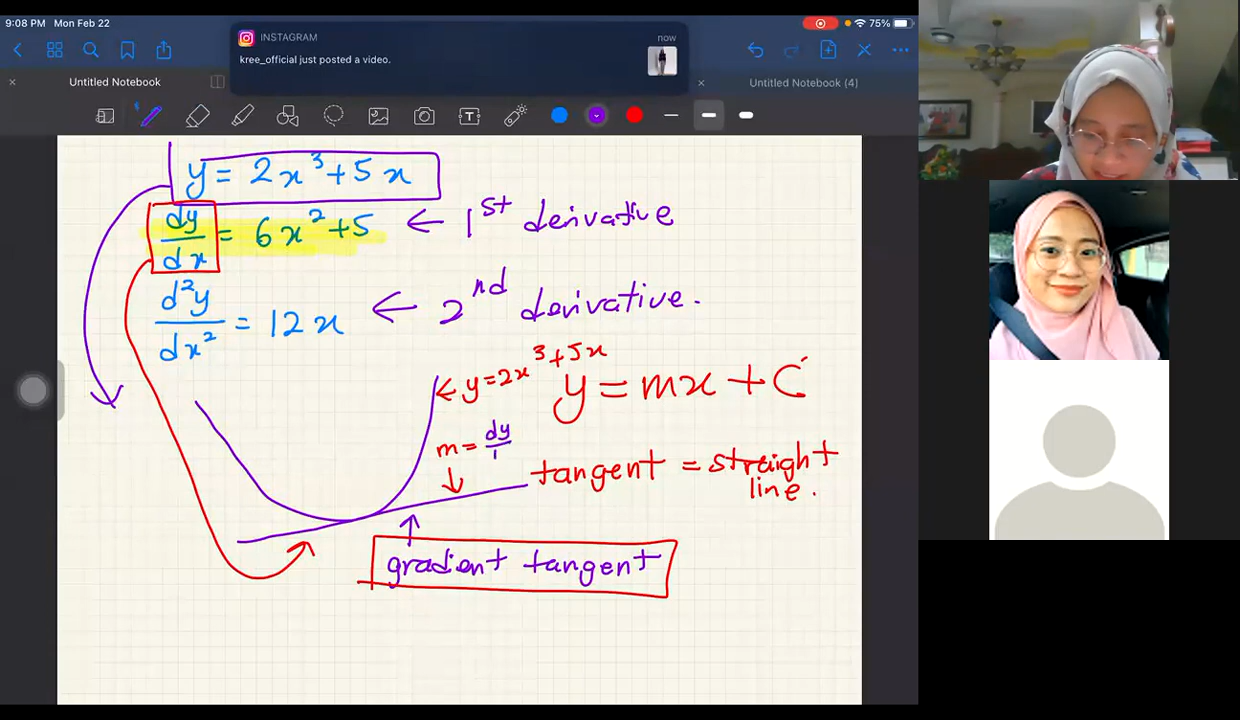 9:08 PM Mon Feb 22
75%
INSTAGRAM
now
kree_official just posted a video.
Untitled Notebook
Untitled Notebook (4)
y = 2x³+5x
dy/dx = 6x²+5 ← 1st derivative
d²y/dx² = 12x ← 2nd derivative.
← y=2x³+5x
y = mx + C
m = dy/
tangent = straight
line.
gradient tangent